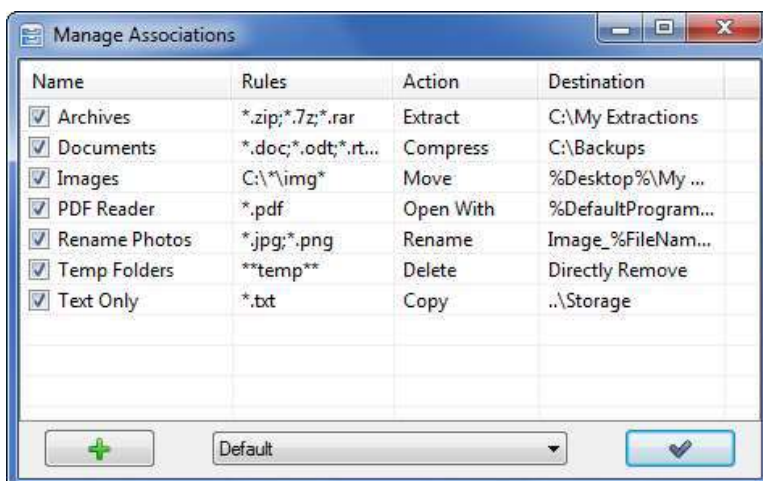 Manage Associations
Name Rules Action Destination
Archives *.zip;*.7z;*.rar Extract C:\My Extractions
Documents *.doc;*.odt;*.rt... Compress C:\Backups
Images C:\*\img* Move %Desktop%\My ...
PDF Reader *.pdf Open With %DefaultProgram...
Rename Photos *.jpg;*.png Rename Image_%FileNam...
Temp Folders **temp** Delete Directly Remove
Text Only *.txt Copy ..\Storage
Default